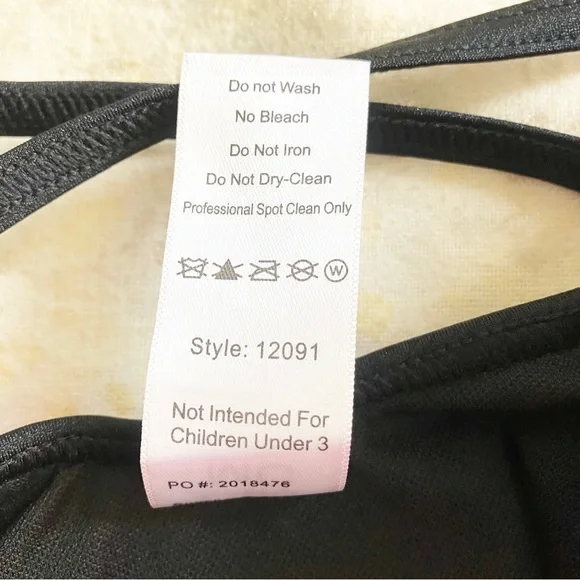 Do not Wash
No Bleach
Do Not Iron
Do Not Dry-Clean
Professional Spot Clean Only
W
Style: 12091
Not Intended For
Children Under 3
PO #: 2018476